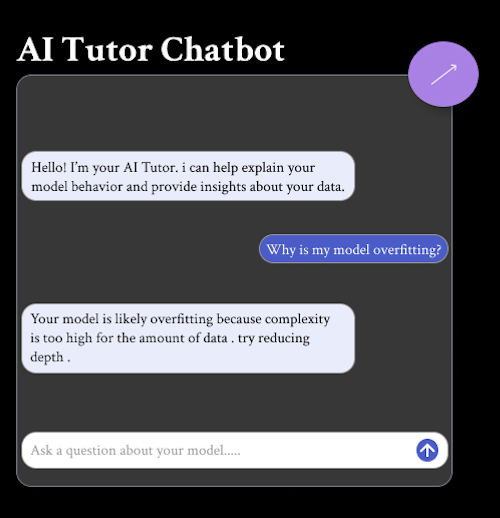 AI Tutor Chatbot
Hello! I'm your AI Tutor. i can help explain your
model behavior and provide insights about your data.
Why is my model overfitting?
Your model is likely overfitting because complexity
is too high for the amount of data . try reducing
depth .
Ask a question about your model.....